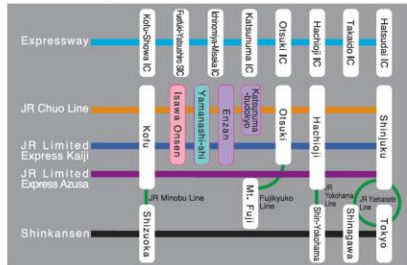 Expressway
Kofu-Showa IC
Fuefuki-Yatsushiro SIC
Ichinomiya-Misaka IC
Katsunuma IC
Otsuki IC
Hachioji IC
Takaido IC
Hatsudai IC
JR Chuo Line
JR Limited
Express Kaiji
JR Limited
Express Azusa
Shinkansen
Kofu
Isawa Onsen
Yamanashi-shi
Enzan
Katsunuma
-budokyo
Otsuki
Hachioji
Shinjuku
JR Minobu Line
Shizuoka
Mt. Fuji
Fujikyuko
Line
JR
Yokohama
Line
Shin-Yokohama
Shinagawa
JR Yamanote
Line
Tokyo